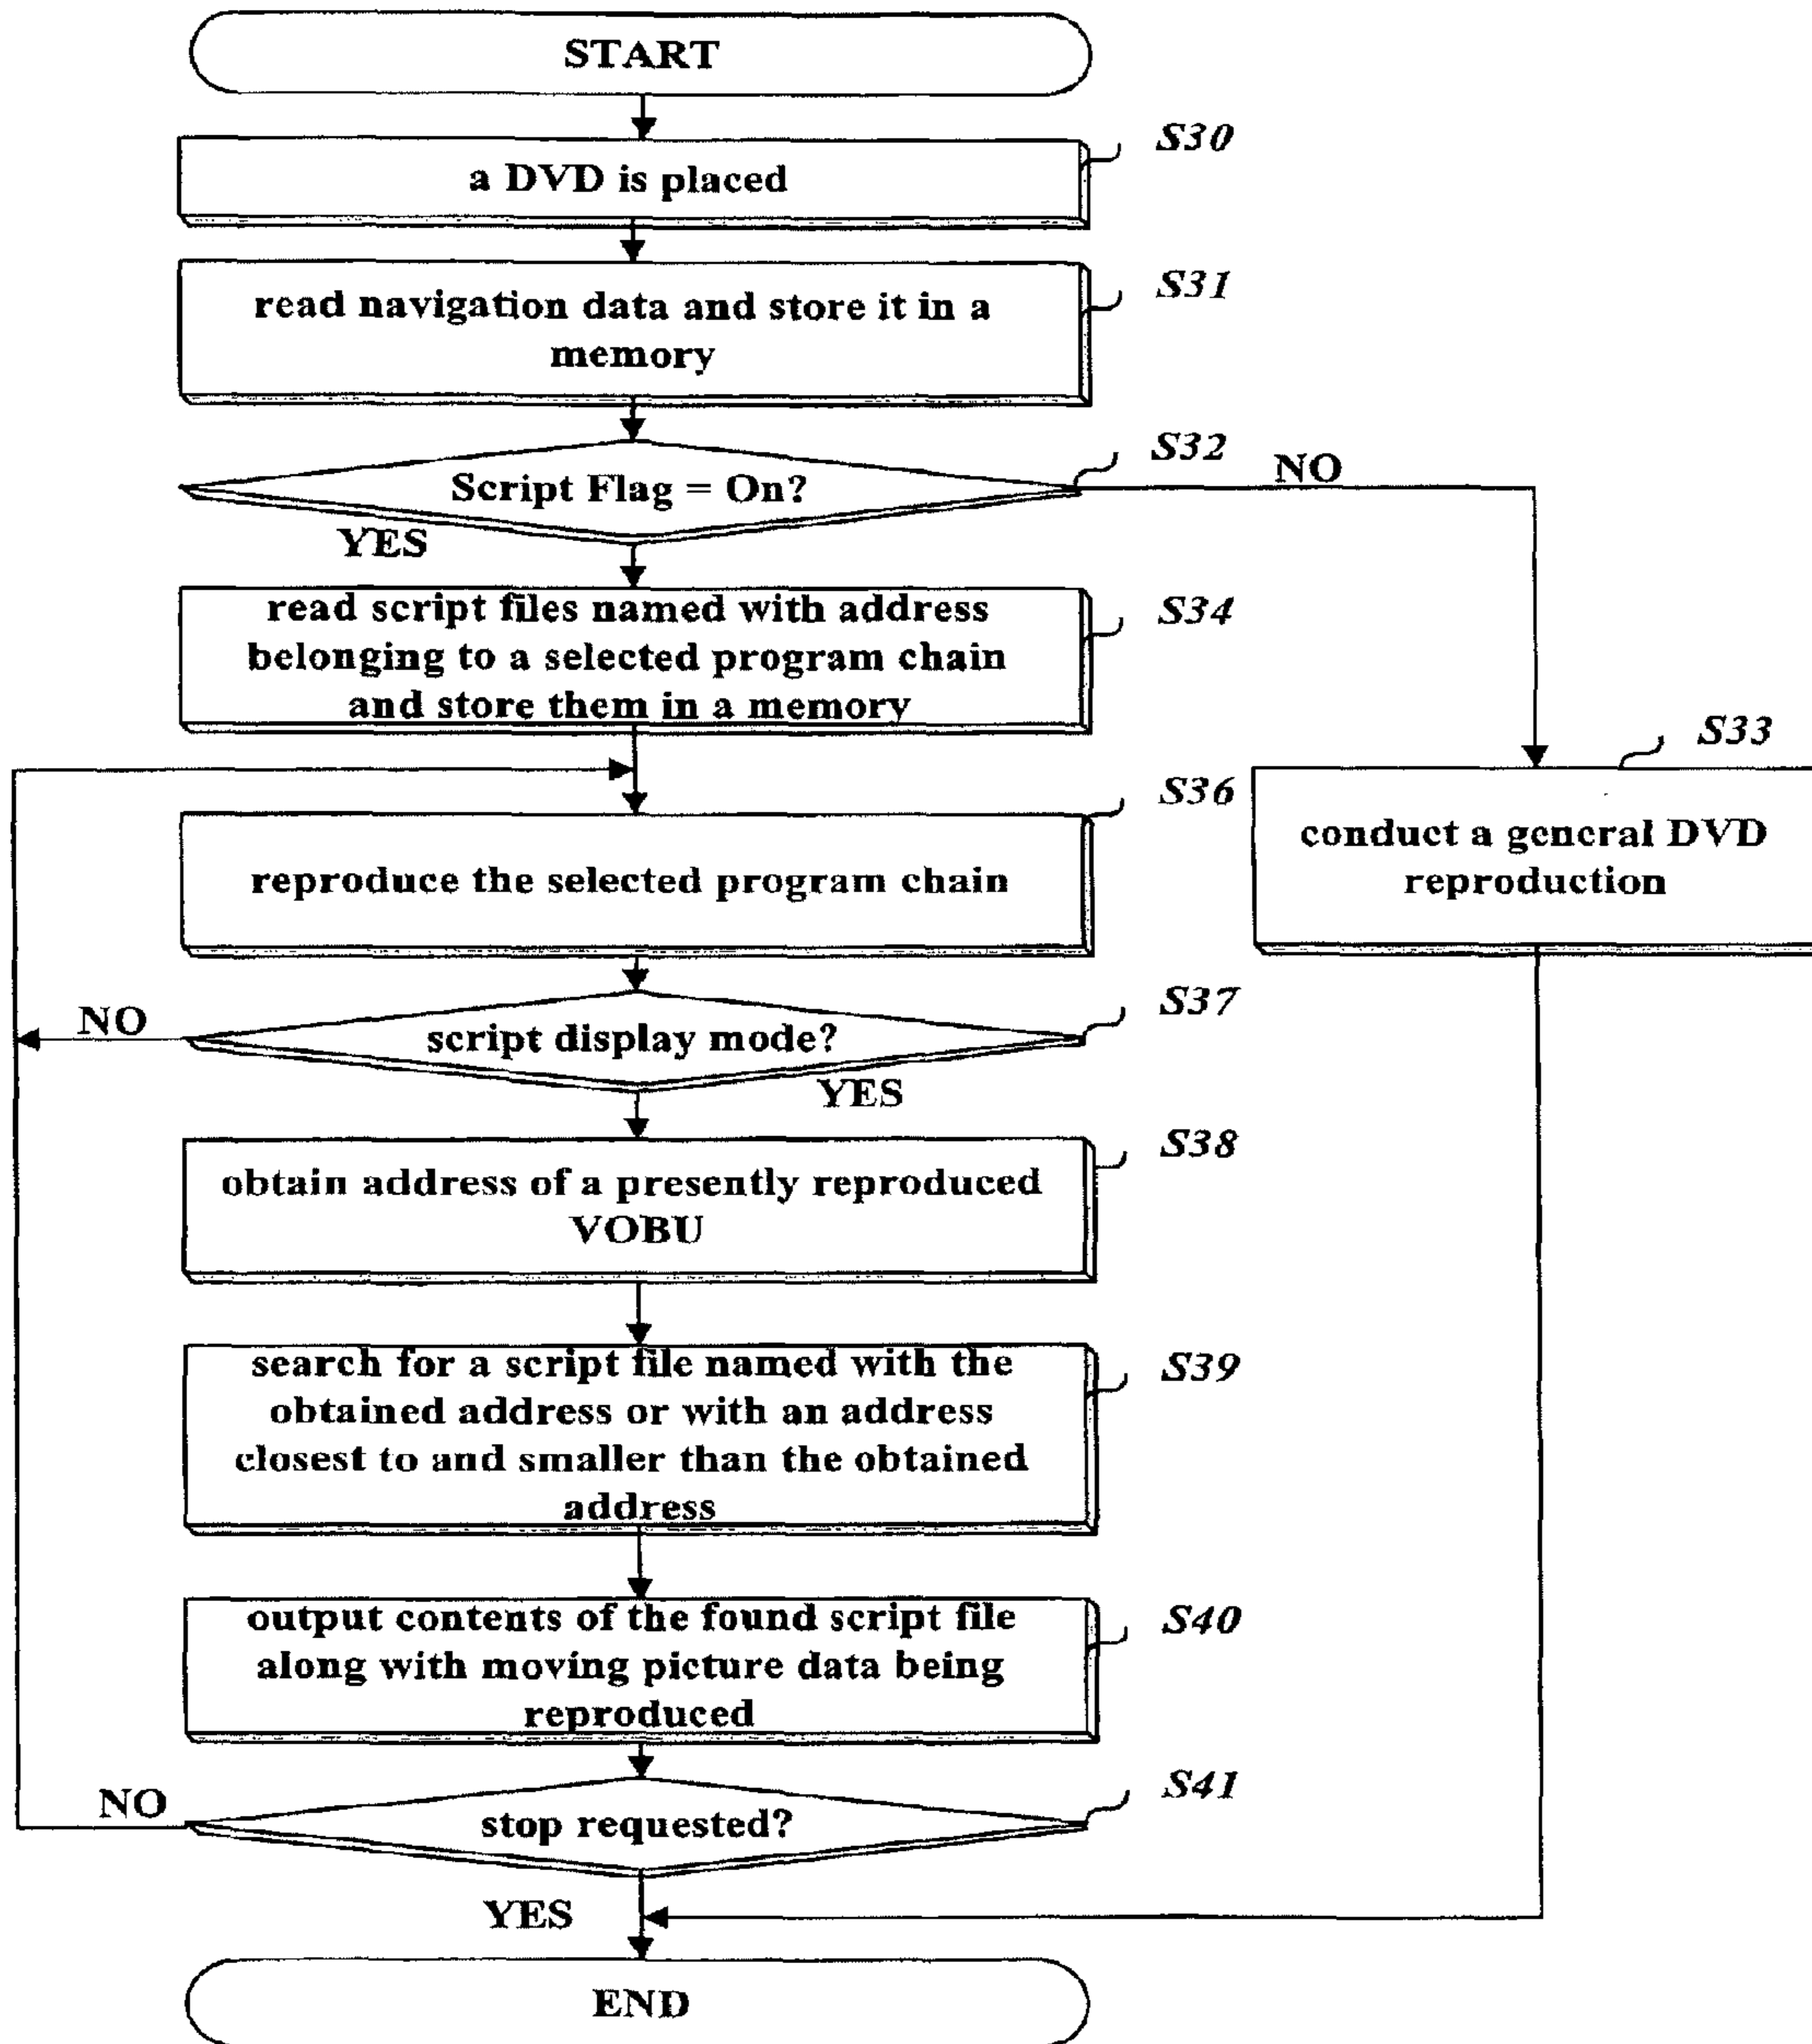 START
S30
a DVD is placed
S31
read navigation data and store it in a
memory
S32
Script Flag = On?
NO
YES
read script files named with address
belonging to a selected program chain
and store them in a memory
S34
S33
conduct a general DVD
reproduction
S36
reproduce the selected program chain
S37
script display mode?
NO
YES
S38
obtain address of a presently reproduced
VOBU
S39
search for a script file named with the
obtained address or with an address
closest to and smaller than the obtained
address
S40
output contents of the found script file
along with moving picture data being
reproduced
S41
stop requested?
NO
YES
END